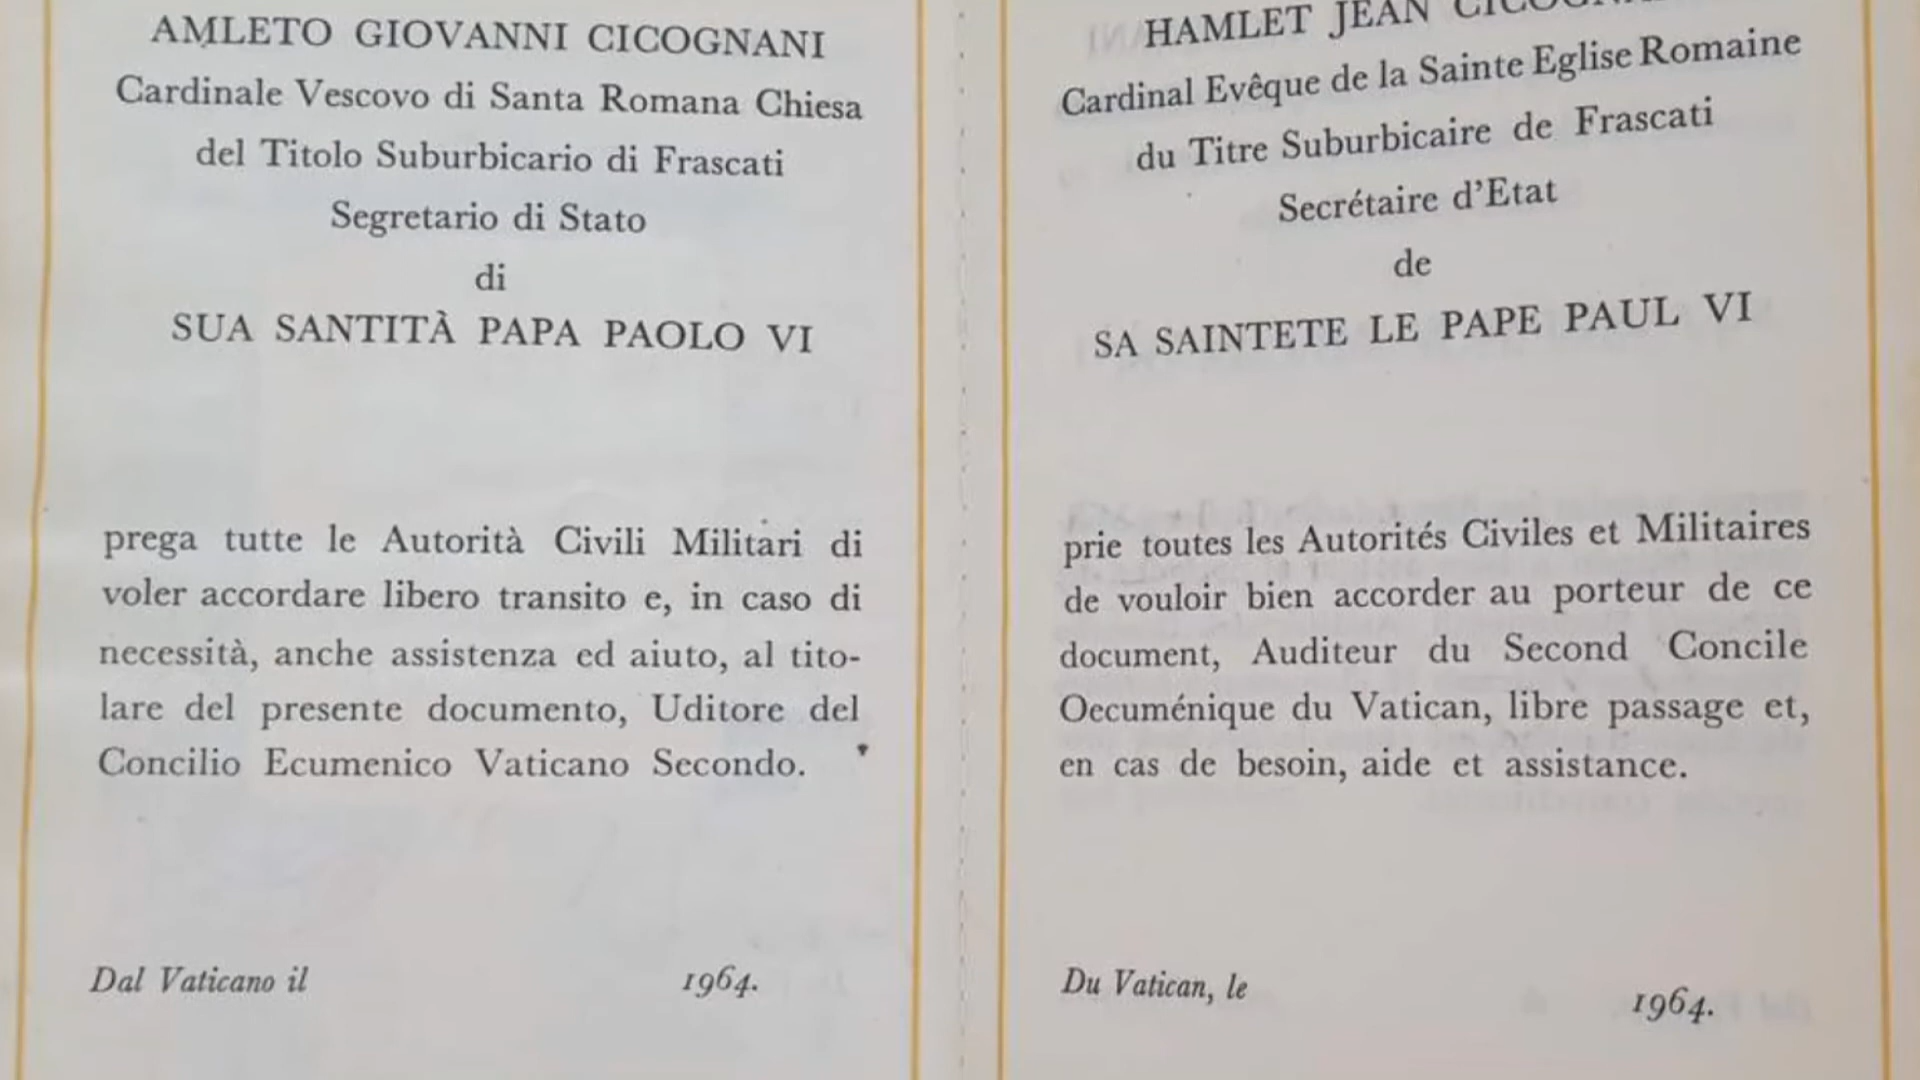 AMLETO GIOVANNI CICOGNANI
Cardinale Vescovo di Santa Romana Chiesa
del Titolo Suburbicario di Frascati
Segretario di Stato
di
SUA SANTITÀ PAPA PAOLO VI
prega tutte le Autorità Civili Militari di
voler accordare libero transito e, in caso di
necessità, anche assistenza ed aiuto, al tito-
lare del presente documento, Uditore del
Concilio Ecumenico Vaticano Secondo.
Dal Vaticano il 1964.
HAMLET JEAN
Cardinal Evêque de la Sainte Eglise Romaine
du Titre Suburbicaire de Frascati
Secrétaire d'Etat
de
SA SAINTETE LE PAPE PAUL VI
prie toutes les Autorités Civiles et Militaires
de vouloir bien accorder au porteur de ce
document, Auditeur du Second Concile
Oecuménique du Vatican, libre passage et,
en cas de besoin, aide et assistance.
Du Vatican, le 1964.